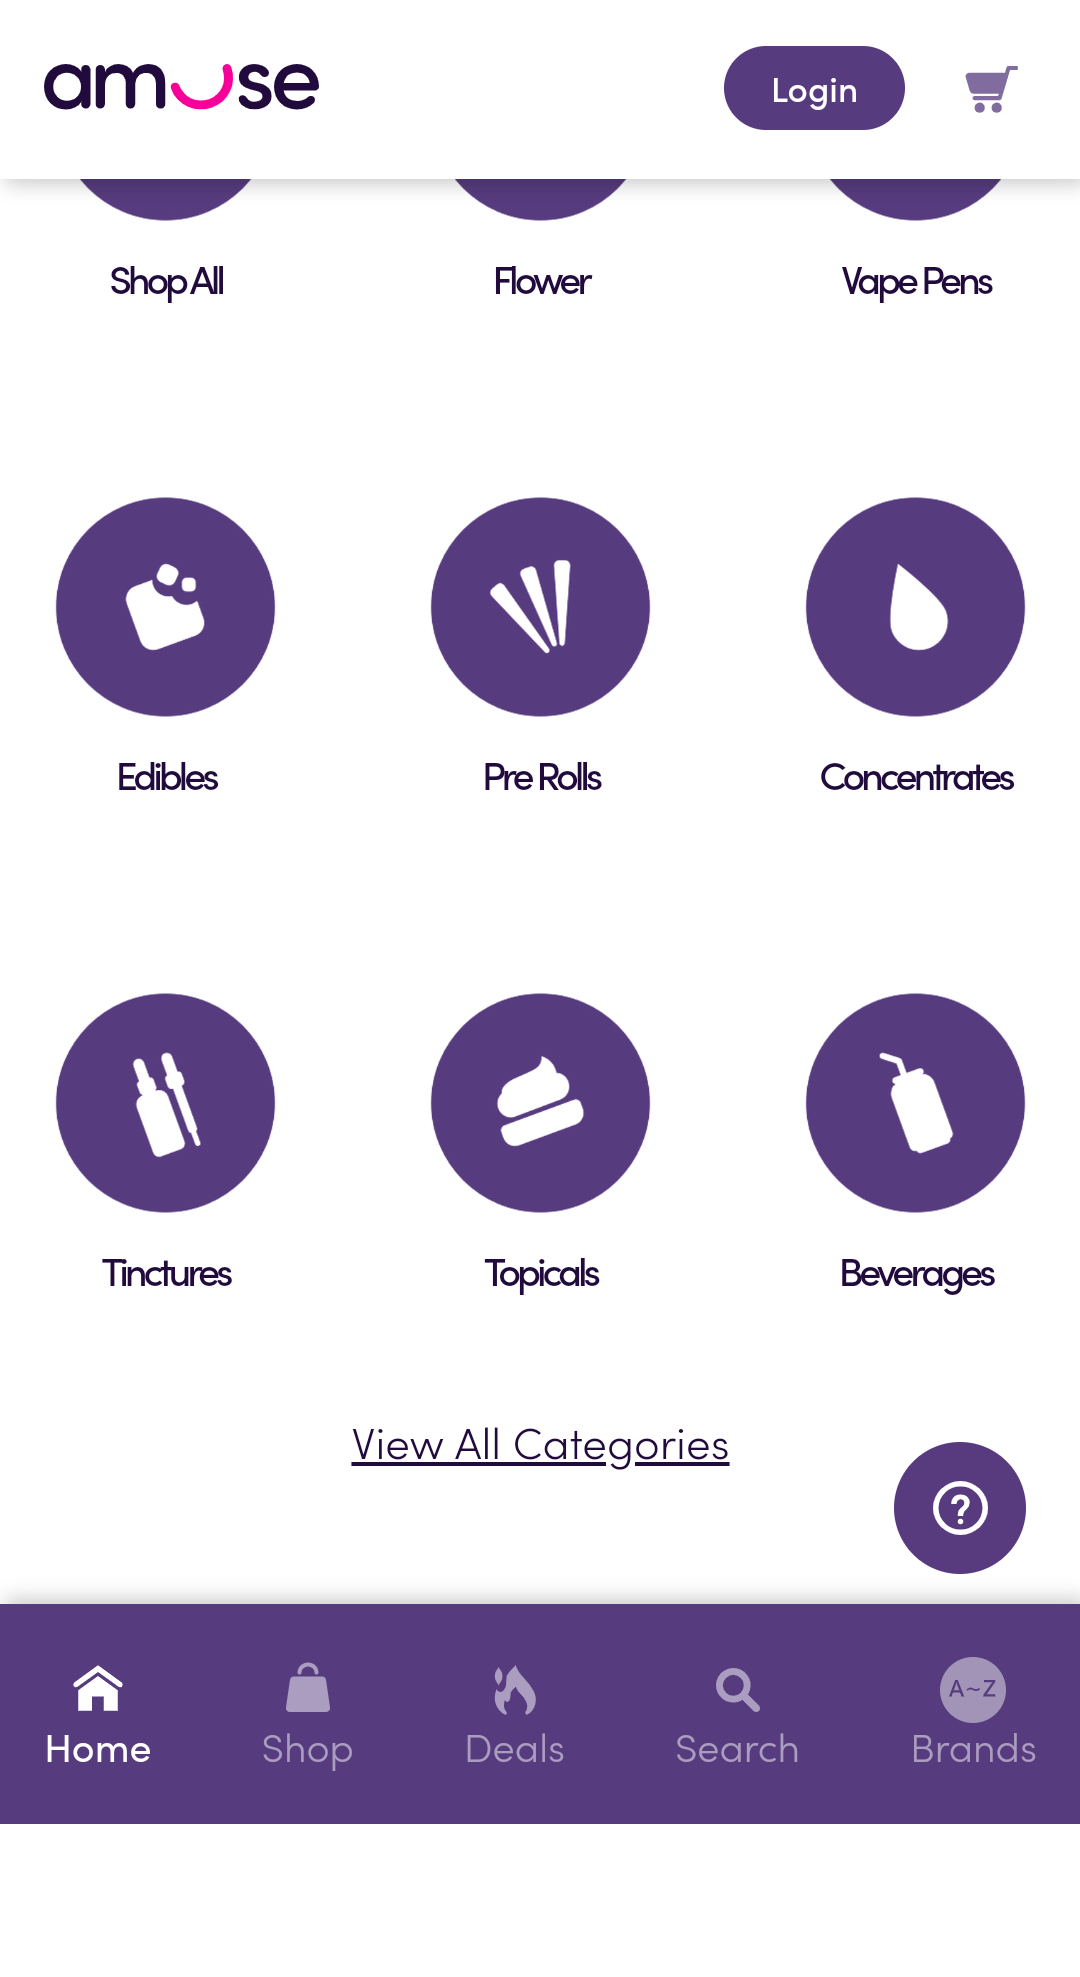 amuse
Login
Shop All
Flower
Vape Pens
Edibles
Pre Rolls
Concentrates
Tinctures
Topicals
Beverages
View All Categories
?
A~Z
Home
Shop
Deals
Search
Brands